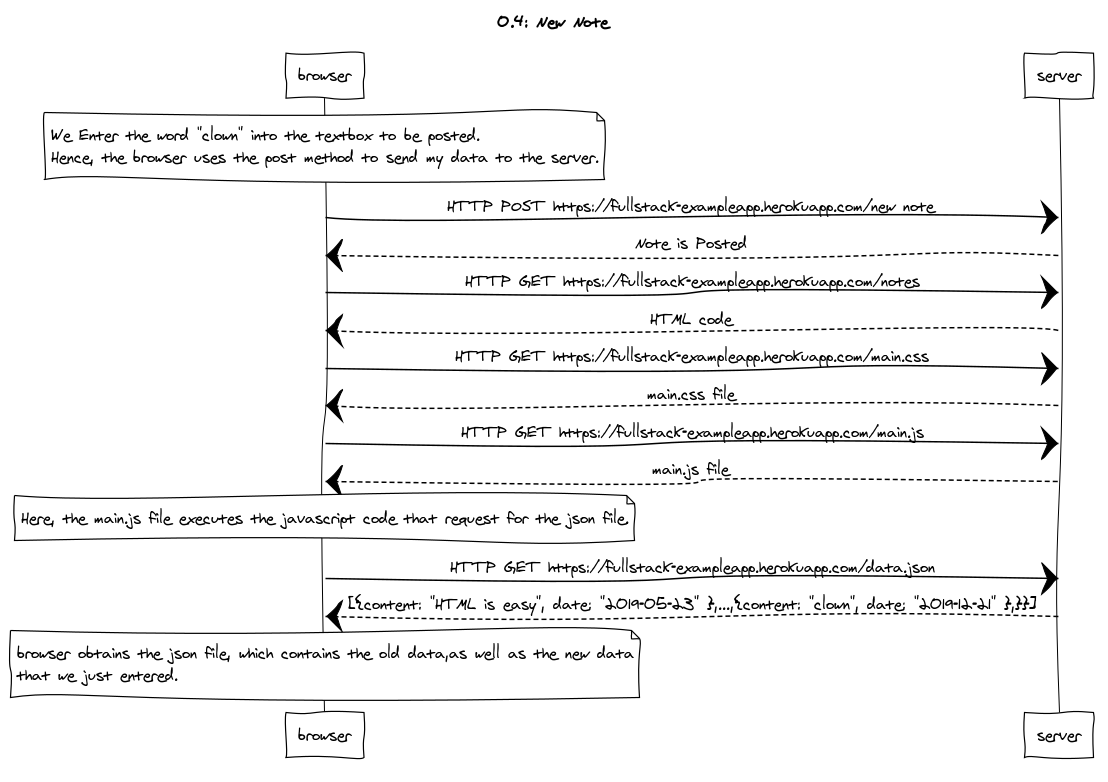 0.4: New Note
browser
server
We Enter the word "clown" into the textbox to be posted.
Hence, the browser uses the post method to send my data to the server.
HTTP POST https://fullstack-exampleapp.herokuapp.com/new note
Note is Posted
HTTP GET https://fullstack-exampleapp.herokuapp.com/notes
HTML code
HTTP GET https://fullstack-exampleapp.herokuapp.com/main.css
main.css file
HTTP GET https://fullstack-exampleapp.herokuapp.com/main.js
main.js file
Here, the main.js file executes the javascript code that request for the json file.
HTTP GET https://fullstack-exampleapp.herokuapp.com/data.json
[{content: "HTML is easy", date: "2019-05-23" },...,{content: "clown", date: "2019-12-21" },}}]
browser obtains the json file, which contains the old data,as well as the new data
that we just entered.
browser
server